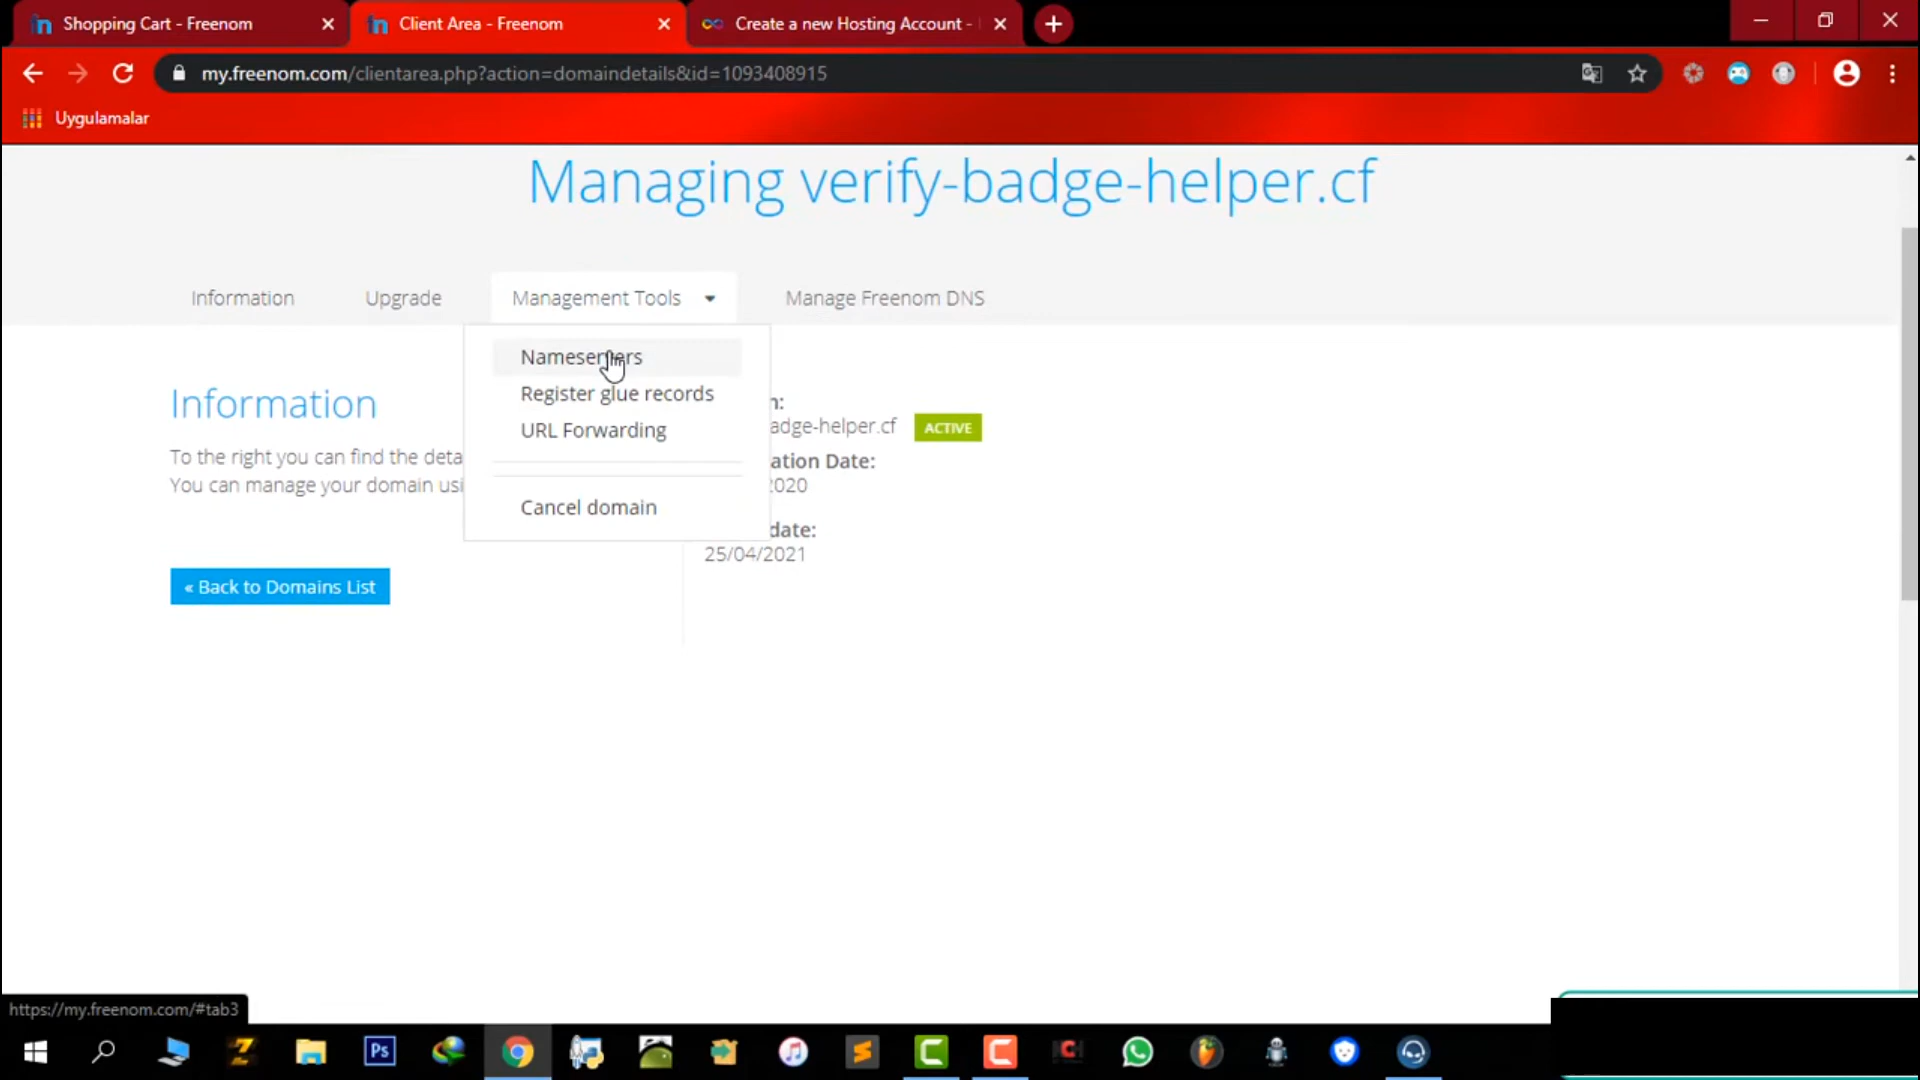 Shopping Cart - Freenom
Client Area - Freenom
Create a new Hosting Account -
my.freenom.com/clientarea.php?action=domaindetails&id=1093408915
Uygulamalar
Managing verify-badge-helper.cf
Information
Upgrade
Management Tools
Manage Freenom DNS
Nameservers
Register glue records
URL Forwarding
Cancel domain
Information
To the right you can find the deta
You can manage your domain usi
« Back to Domains List
n:
adge-helper.cf
ACTIVE
ation Date:
2020
date:
25/04/2021
https://my.freenom.com/#tab3
Ps